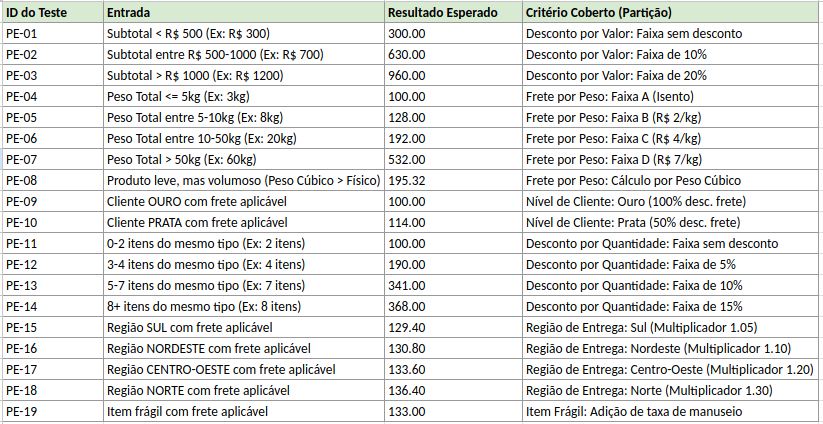 ID do Teste Entrada Resultado Esperado Critério Coberto (Partição)
PE-01 Subtotal < R$ 500 (Ex: R$ 300) 300.00 Desconto por Valor: Faixa sem desconto
PE-02 Subtotal entre R$ 500-1000 (Ex: R$ 700) 630.00 Desconto por Valor: Faixa de 10%
PE-03 Subtotal > R$ 1000 (Ex: R$ 1200) 960.00 Desconto por Valor: Faixa de 20%
PE-04 Peso Total <= 5kg (Ex: 3kg) 100.00 Frete por Peso: Faixa A (Isento)
PE-05 Peso Total entre 5-10kg (Ex: 8kg) 128.00 Frete por Peso: Faixa B (R$ 2/kg)
PE-06 Peso Total entre 10-50kg (Ex: 20kg) 192.00 Frete por Peso: Faixa C (R$ 4/kg)
PE-07 Peso Total > 50kg (Ex: 60kg) 532.00 Frete por Peso: Faixa D (R$ 7/kg)
PE-08 Produto leve, mas volumoso (Peso Cúbico > Físico) 195.32 Frete por Peso: Cálculo por Peso Cúbico
PE-09 Cliente OURO com frete aplicável 100.00 Nível de Cliente: Ouro (100% desc. frete)
PE-10 Cliente PRATA com frete aplicável 114.00 Nível de Cliente: Prata (50% desc. frete)
PE-11 0-2 itens do mesmo tipo (Ex: 2 itens) 100.00 Desconto por Quantidade: Faixa sem desconto
PE-12 3-4 itens do mesmo tipo (Ex: 4 itens) 190.00 Desconto por Quantidade: Faixa de 5%
PE-13 5-7 itens do mesmo tipo (Ex: 7 itens) 341.00 Desconto por Quantidade: Faixa de 10%
PE-14 8+ itens do mesmo tipo (Ex: 8 itens) 368.00 Desconto por Quantidade: Faixa de 15%
PE-15 Região SUL com frete aplicável 129.40 Região de Entrega: Sul (Multiplicador 1.05)
PE-16 Região NORDESTE com frete aplicável 130.80 Região de Entrega: Nordeste (Multiplicador 1.10)
PE-17 Região CENTRO-OESTE com frete aplicável 133.60 Região de Entrega: Centro-Oeste (Multiplicador 1.20)
PE-18 Região NORTE com frete aplicável 136.40 Região de Entrega: Norte (Multiplicador 1.30)
PE-19 Item frágil com frete aplicável 133.00 Item Frágil: Adição de taxa de manuseio